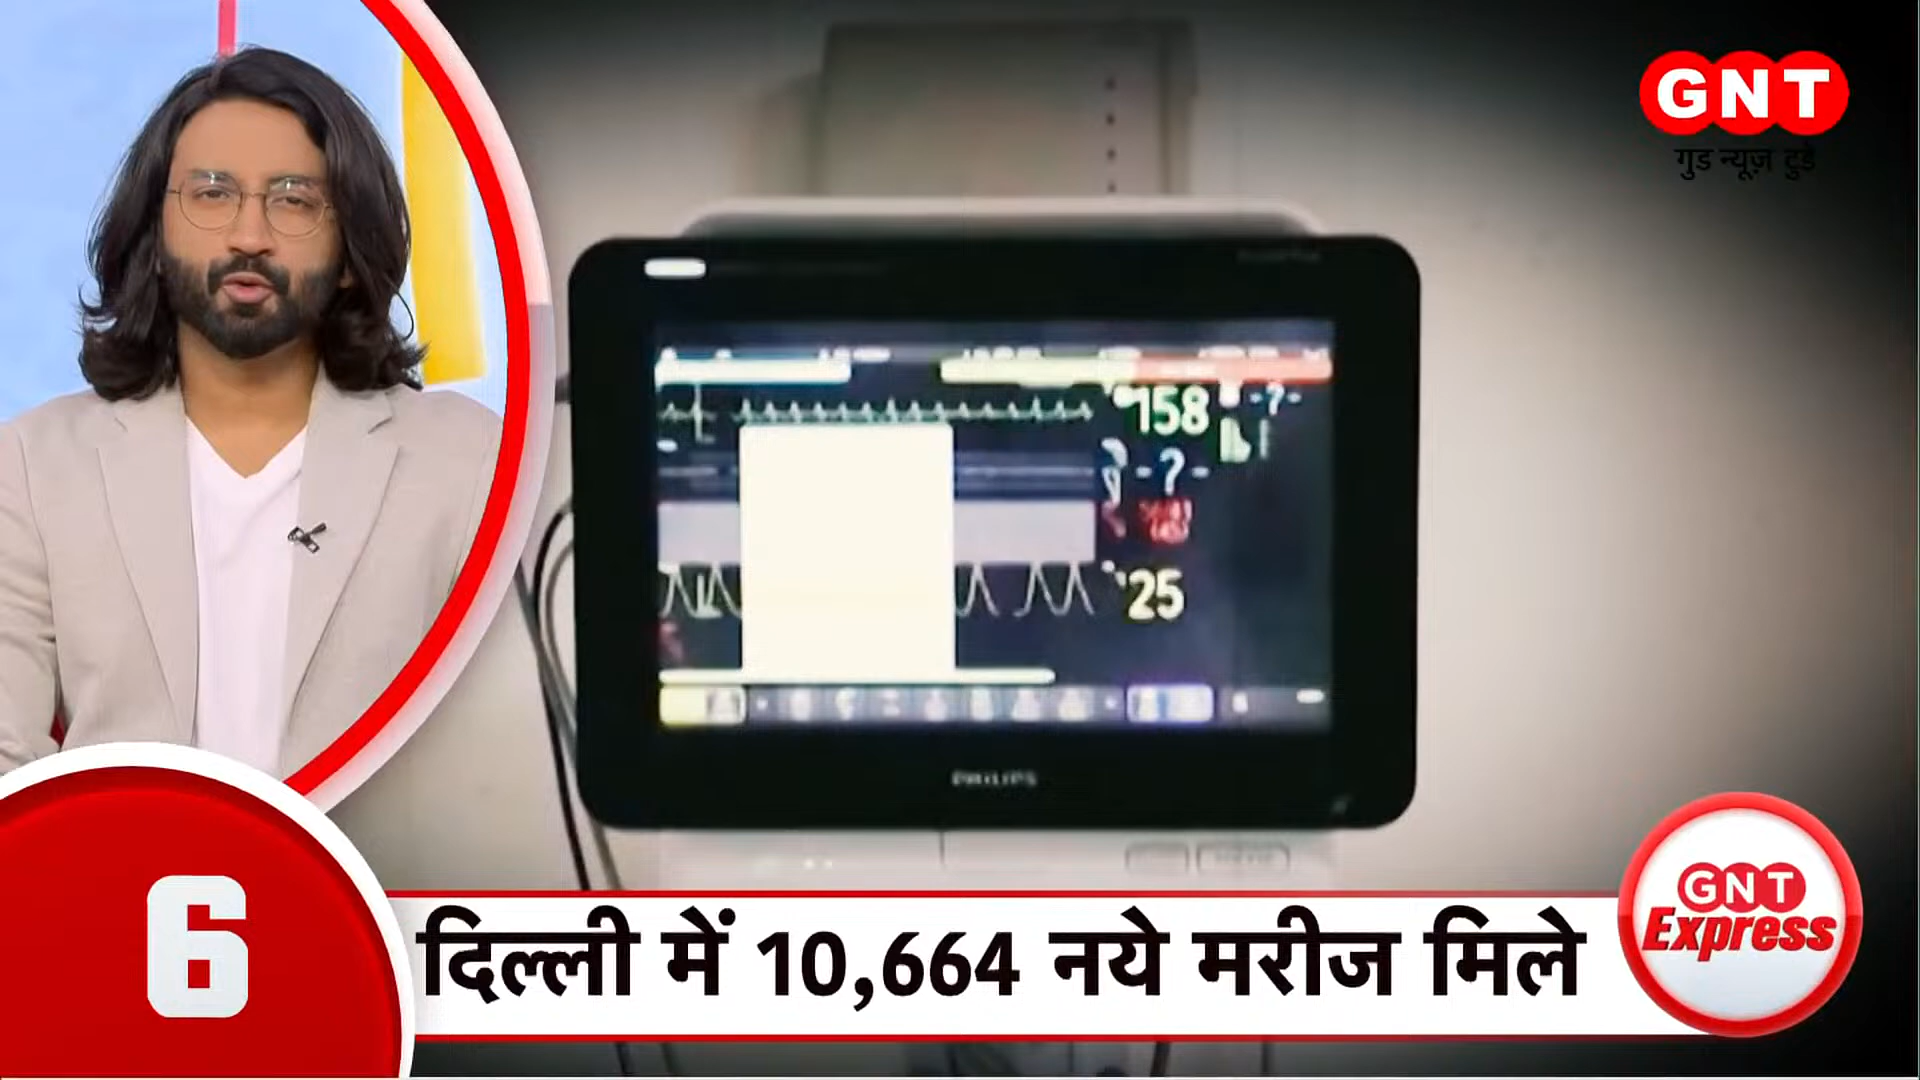 GNT
गुड न्यूज़ टुडे
158
-?-
-?-
25
PHILIPS
6
दिल्ली में 10,664 नये मरीज मिले
GNT
Express